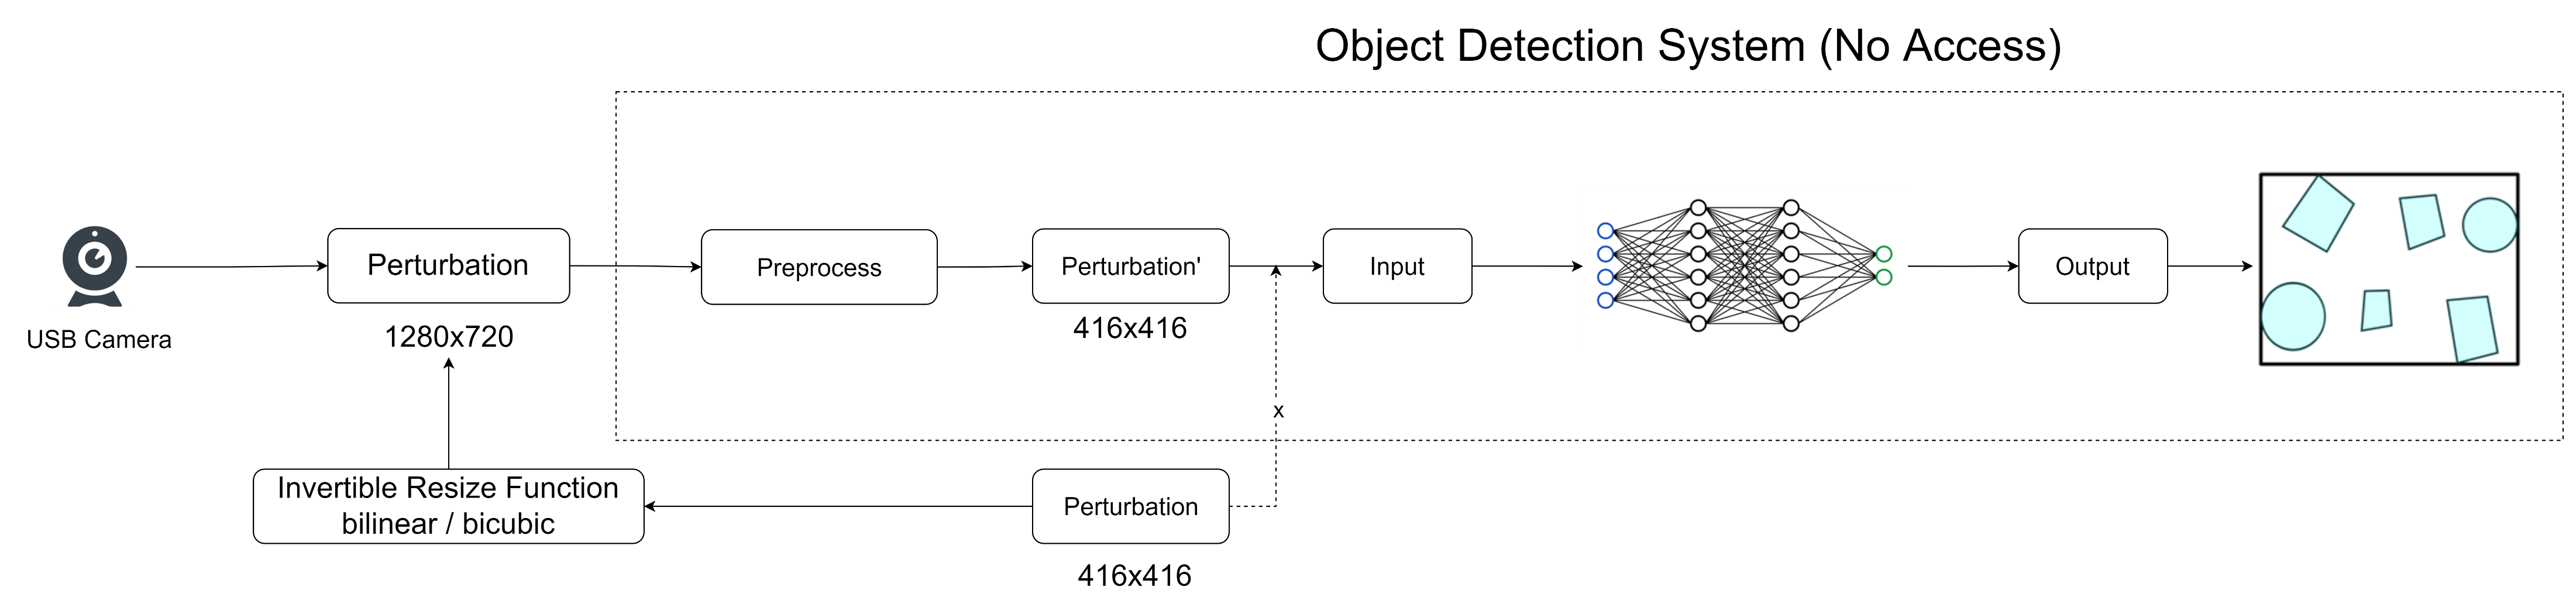 Object Detection System (No Access)
USB Camera
Perturbation
1280x720
Preprocess
Perturbation'
416x416
Input
Output
x
Invertible Resize Function
bilinear / bicubic
Perturbation
416x416